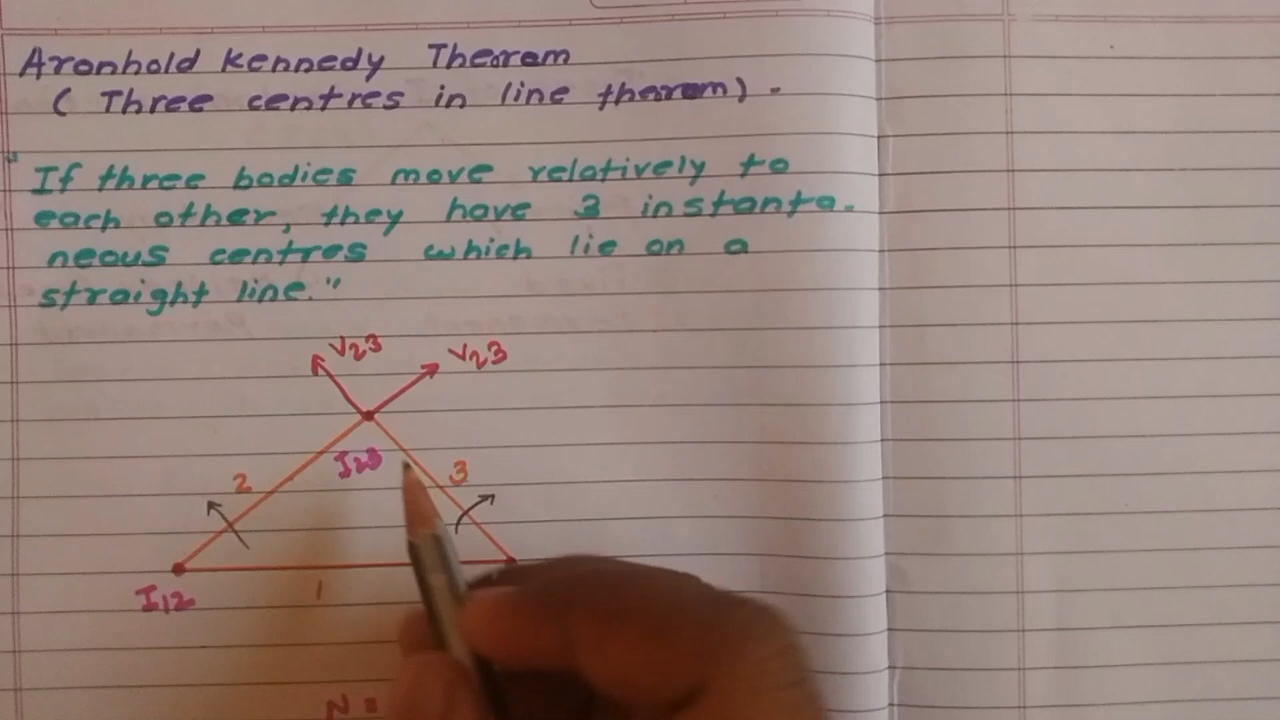 Aronhold Kennedy Theorem
( Three centres in line therem) .
"If three bodies move relatively to
each other, they have 3 instanta-
neous centres which lie on a
straight line."
V23 V23
I23
2 3
I12
1
N =